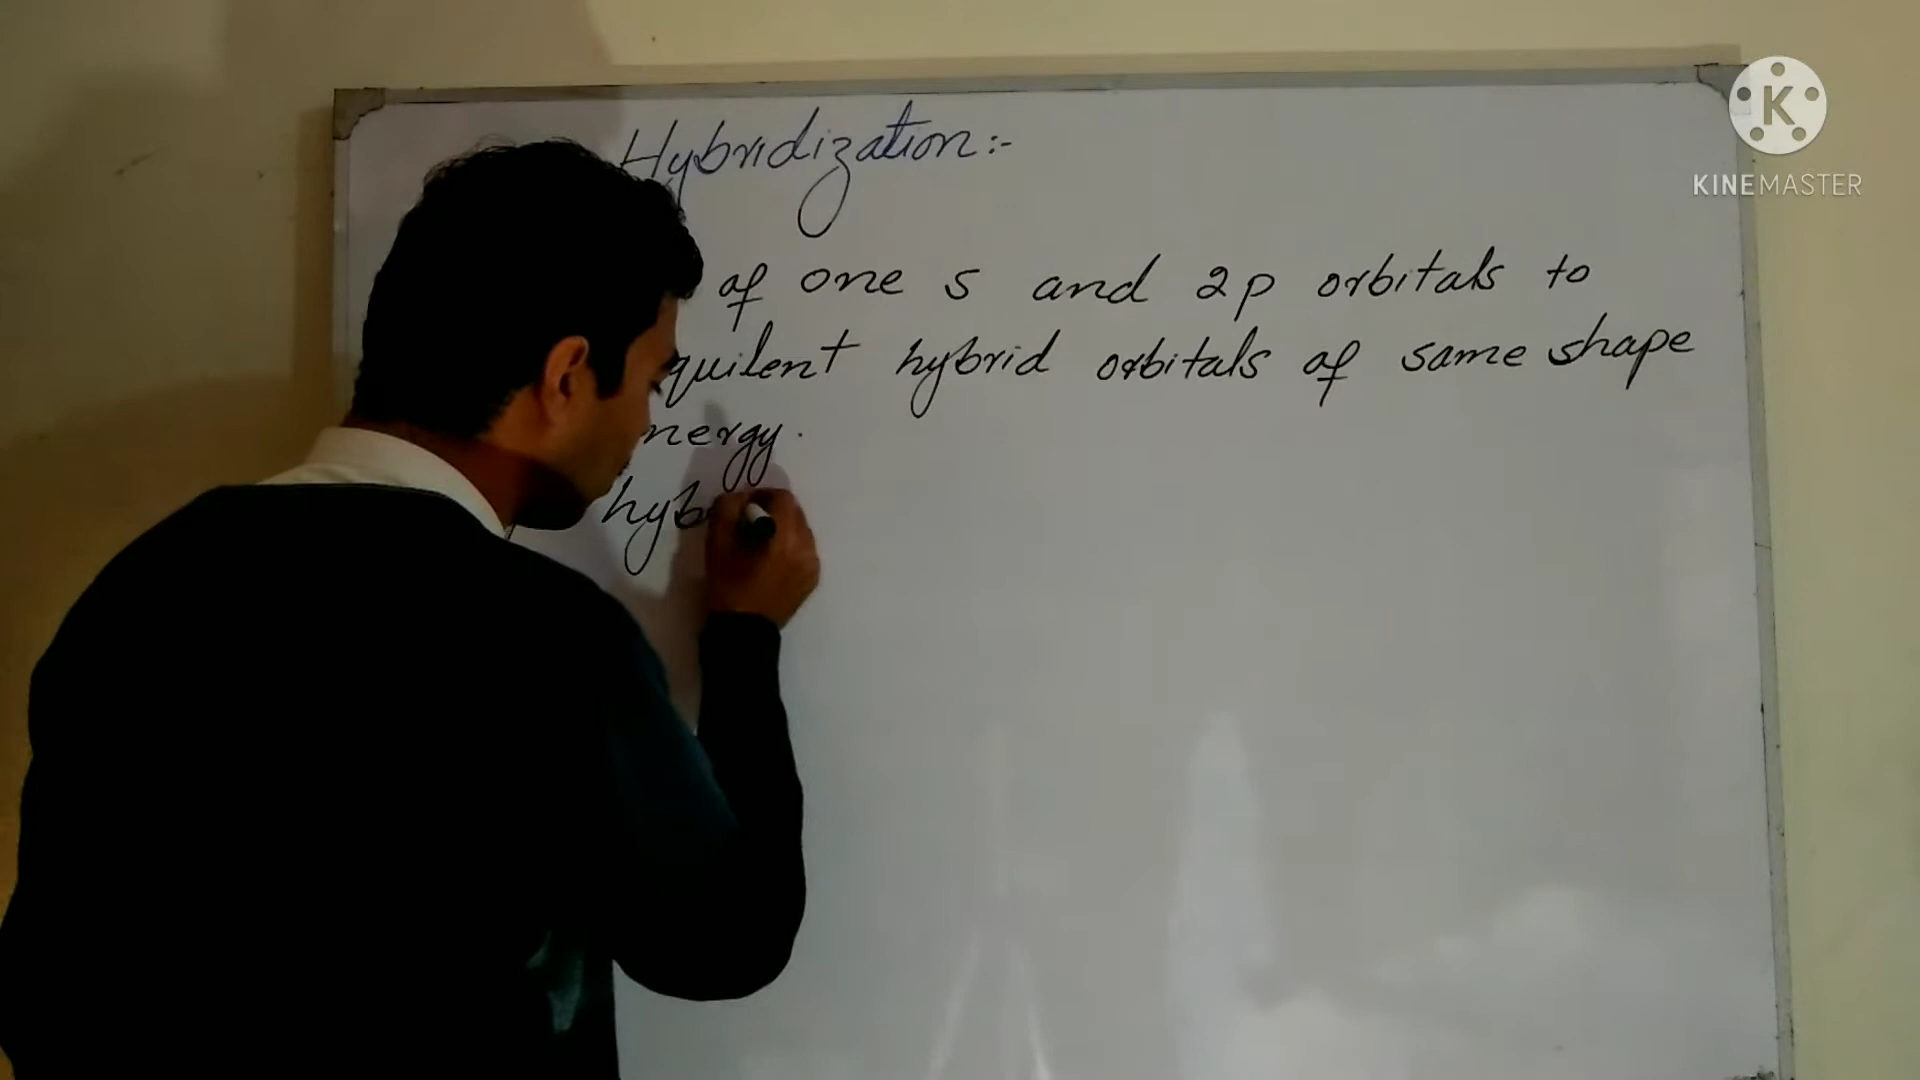 Hybridization:-
of one s and 2p orbitals to
quilent hybrid orbitals of same shape
nergy.
hyb
KINEMASTER